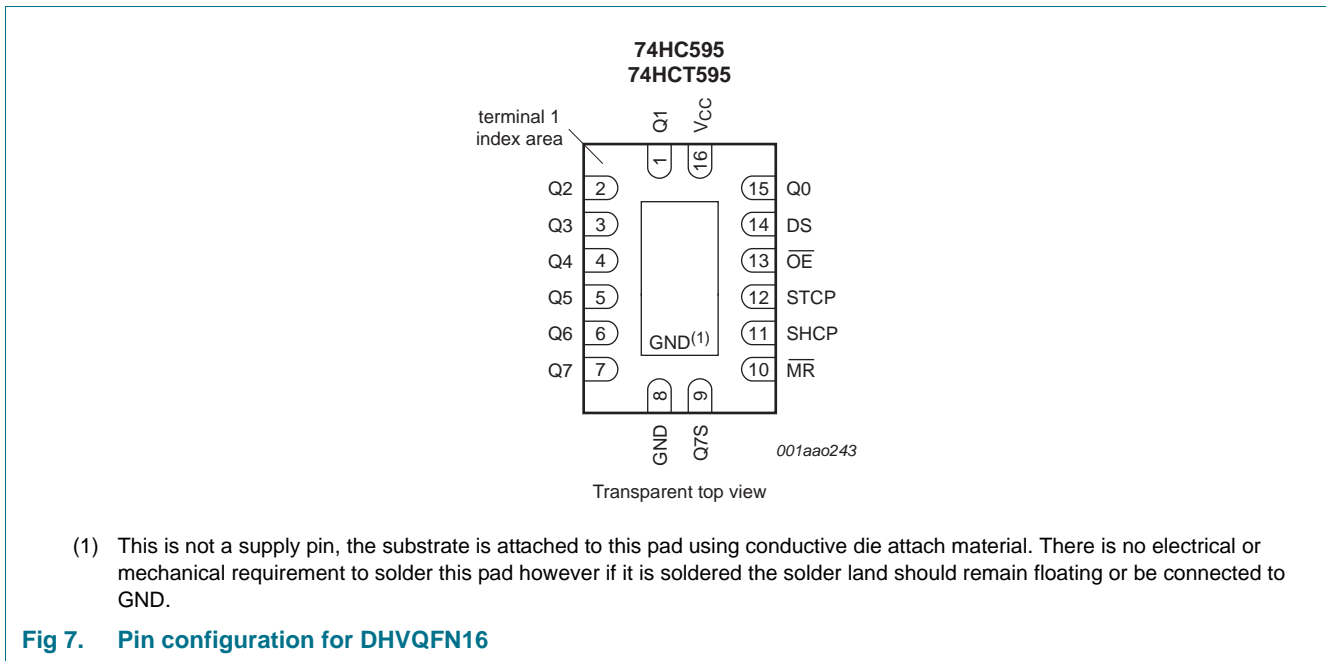 74HC595
74HCT595
terminal 1
index area
Q1
VCC
1
16
Q2 2
15 Q0
Q3 3
14 DS
Q4 4
13 OE
Q5 5
12 STCP
Q6 6
11 SHCP
GND(1)
Q7 7
10 MR
8
9
GND
Q7S
001aao243
Transparent top view
(1) This is not a supply pin, the substrate is attached to this pad using conductive die attach material. There is no electrical or
mechanical requirement to solder this pad however if it is soldered the solder land should remain floating or be connected to
GND.
Fig 7. Pin configuration for DHVQFN16